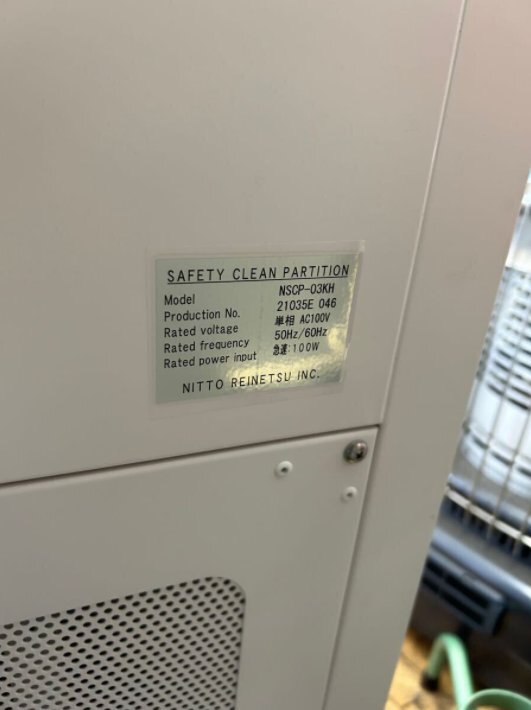 SAFETY CLEAN PARTITION
Model NSCP-03KH
Production No. 21035E 046
Rated voltage 単相 AC100V
Rated frequency 50Hz/60Hz
Rated power input 急速:100W
NITTO REINETSU INC.